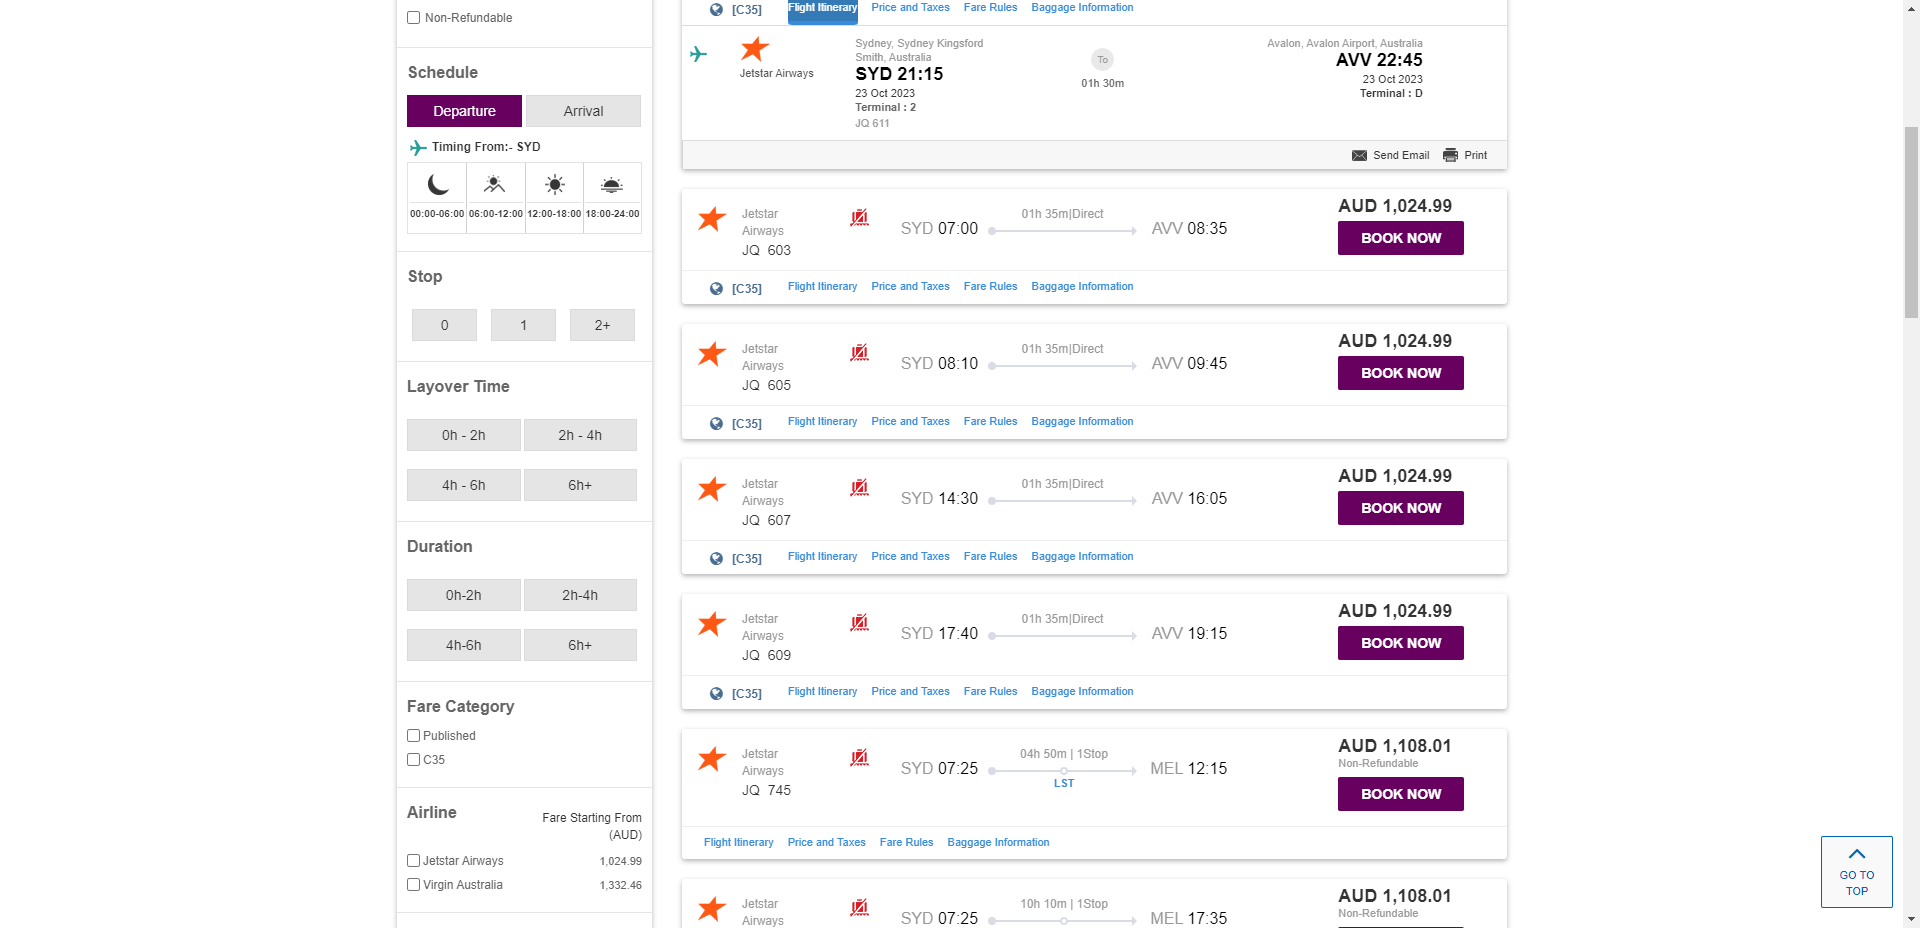 Non-Refundable
Schedule
Departure
Arrival
Timing From:- SYD
00:00-06:00
06:00-12:00
12:00-18:00
18:00-24:00
Stop
0
1
2+
Layover Time
0h - 2h
2h - 4h
4h - 6h
6h+
Duration
0h-2h
2h-4h
4h-6h
6h+
Fare Category
Published
C35
Airline
Fare Starting From
(AUD)
Jetstar Airways 1,024.99
Virgin Australia 1,332.46
[C35] Flight Itinerary Price and Taxes Fare Rules Baggage Information
Jetstar Airways
Sydney, Sydney Kingsford
Smith, Australia
SYD 21:15
23 Oct 2023
Terminal : 2
JQ 611
To
01h 30m
Avalon, Avalon Airport, Australia
AVV 22:45
23 Oct 2023
Terminal : D
Send Email
Print
Jetstar
Airways
JQ 603
SYD 07:00
01h 35m|Direct
AVV 08:35
AUD 1,024.99
BOOK NOW
[C35] Flight Itinerary Price and Taxes Fare Rules Baggage Information
Jetstar
Airways
JQ 605
SYD 08:10
01h 35m|Direct
AVV 09:45
AUD 1,024.99
BOOK NOW
[C35] Flight Itinerary Price and Taxes Fare Rules Baggage Information
Jetstar
Airways
JQ 607
SYD 14:30
01h 35m|Direct
AVV 16:05
AUD 1,024.99
BOOK NOW
[C35] Flight Itinerary Price and Taxes Fare Rules Baggage Information
Jetstar
Airways
JQ 609
SYD 17:40
01h 35m|Direct
AVV 19:15
AUD 1,024.99
BOOK NOW
[C35] Flight Itinerary Price and Taxes Fare Rules Baggage Information
Jetstar
Airways
JQ 745
SYD 07:25
04h 50m | 1Stop
LST
MEL 12:15
AUD 1,108.01
Non-Refundable
BOOK NOW
Flight Itinerary Price and Taxes Fare Rules Baggage Information
Jetstar
Airways
SYD 07:25
10h 10m | 1Stop
MEL 17:35
AUD 1,108.01
Non-Refundable
GO TO
TOP